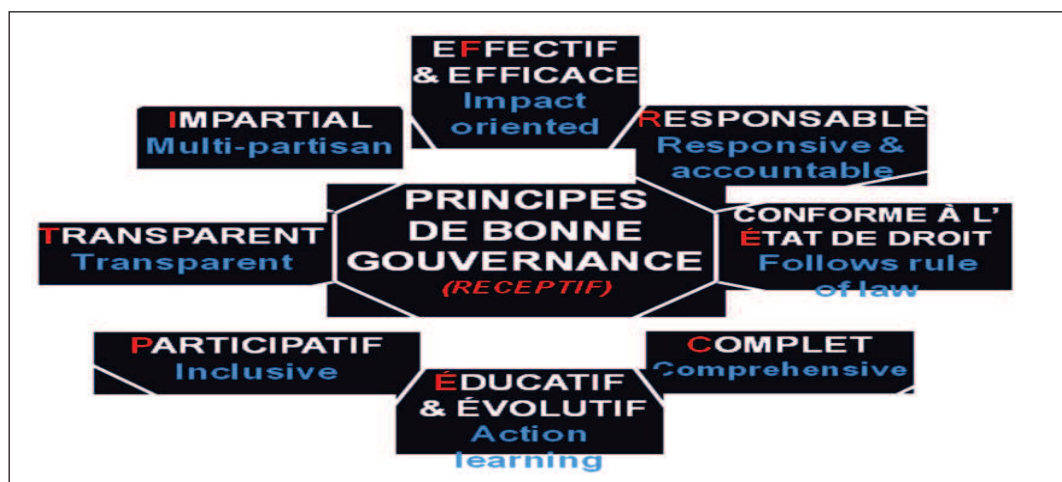 EFFECTIF
& EFFICACE
Impact
oriented
IMPARTIAL
Multi-partisan
RESPONSABLE
Responsive &
accountable
PRINCIPES
DE BONNE
GOUVERNANCE
(RECEPTIF)
TRANSPARENT
Transparent
CONFORME À L'
ÉTAT DE DROIT
Follows rule
of law
PARTICIPATIF
Inclusive
COMPLET
Comprehensive
ÉDUCATIF
& ÉVOLUTIF
Action
learning